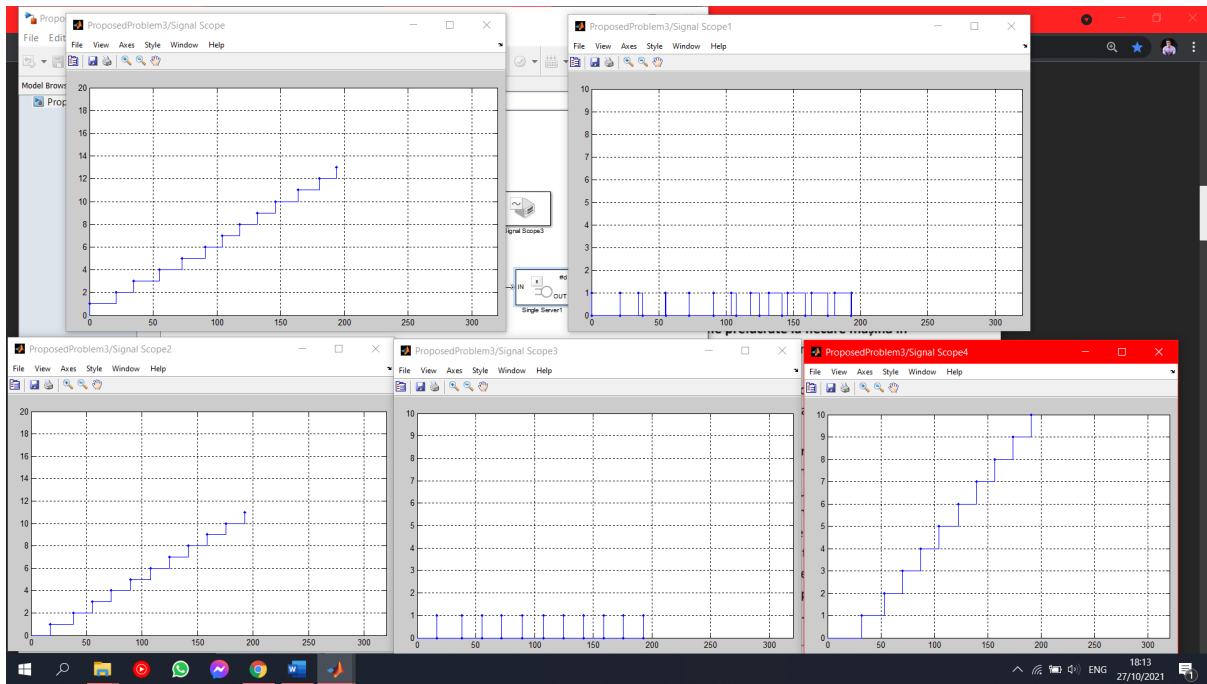 Propo
File Edit
Model Brows
Prop
ProposedProblem3/Signal Scope
File View Axes Style Window Help
20
18
16
14
12
10
8
6
4
2
0
0 50 100 150 200 250 300
ignal Scope3
IN
#d
OUT
Single Server1
ProposedProblem3/Signal Scope1
File View Axes Style Window Help
10
9
8
7
6
5
4
3
2
1
0
0 50 100 150 200 250 300
ProposedProblem3/Signal Scope2
File View Axes Style Window Help
20
18
16
14
12
10
8
6
4
2
0
0 50 100 150 200 250 300
ProposedProblem3/Signal Scope3
File View Axes Style Window Help
10
9
8
7
6
5
4
3
2
1
0
0 50 100 150 200 250 300
ProposedProblem3/Signal Scope4
File View Axes Style Window Help
10
9
8
7
6
5
4
3
2
1
0
0 50 100 150 200 250 300
ENG
18:13
27/10/2021
1